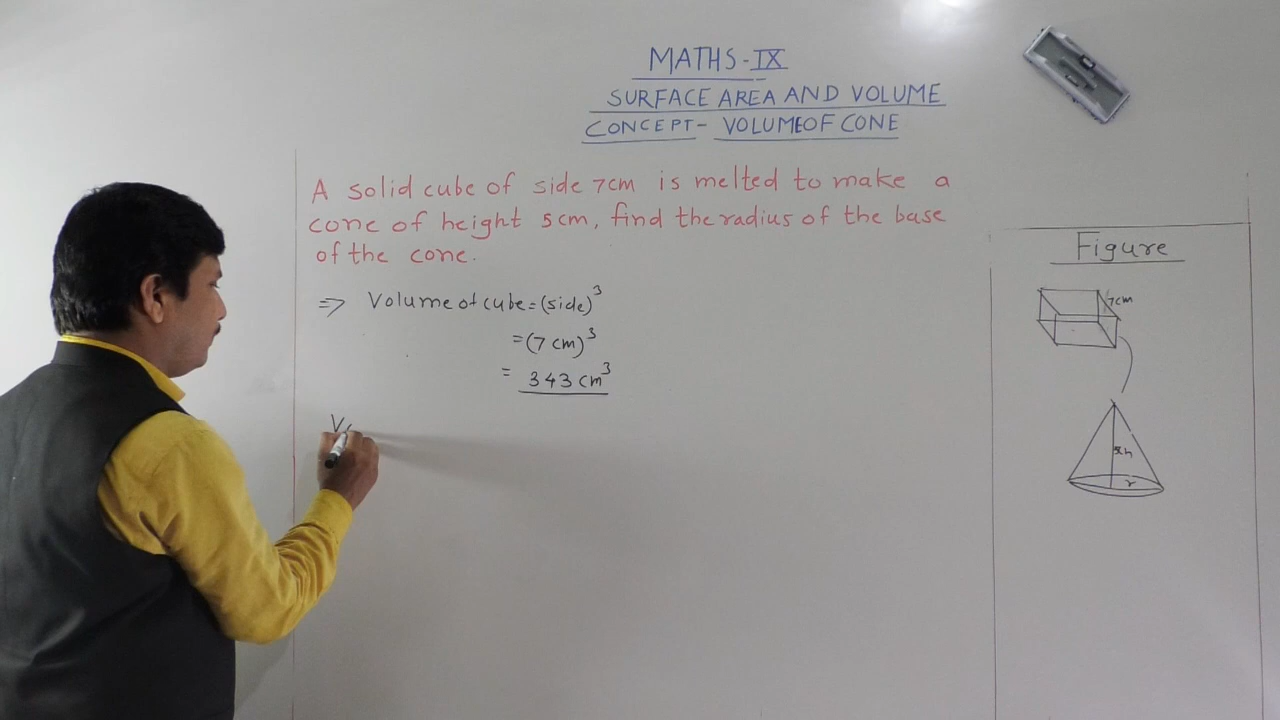 MATHS-IX
SURFACE AREA AND VOLUME
CONCEPT- VOLUME OF CONE
A solid cube of side 7cm is melted to make a
cone of height 5cm, find the radius of the base
of the cone.
⇒ Volume of cube = (side)³
= (7 cm)³
= 343 cm³
V
Figure
7cm
r